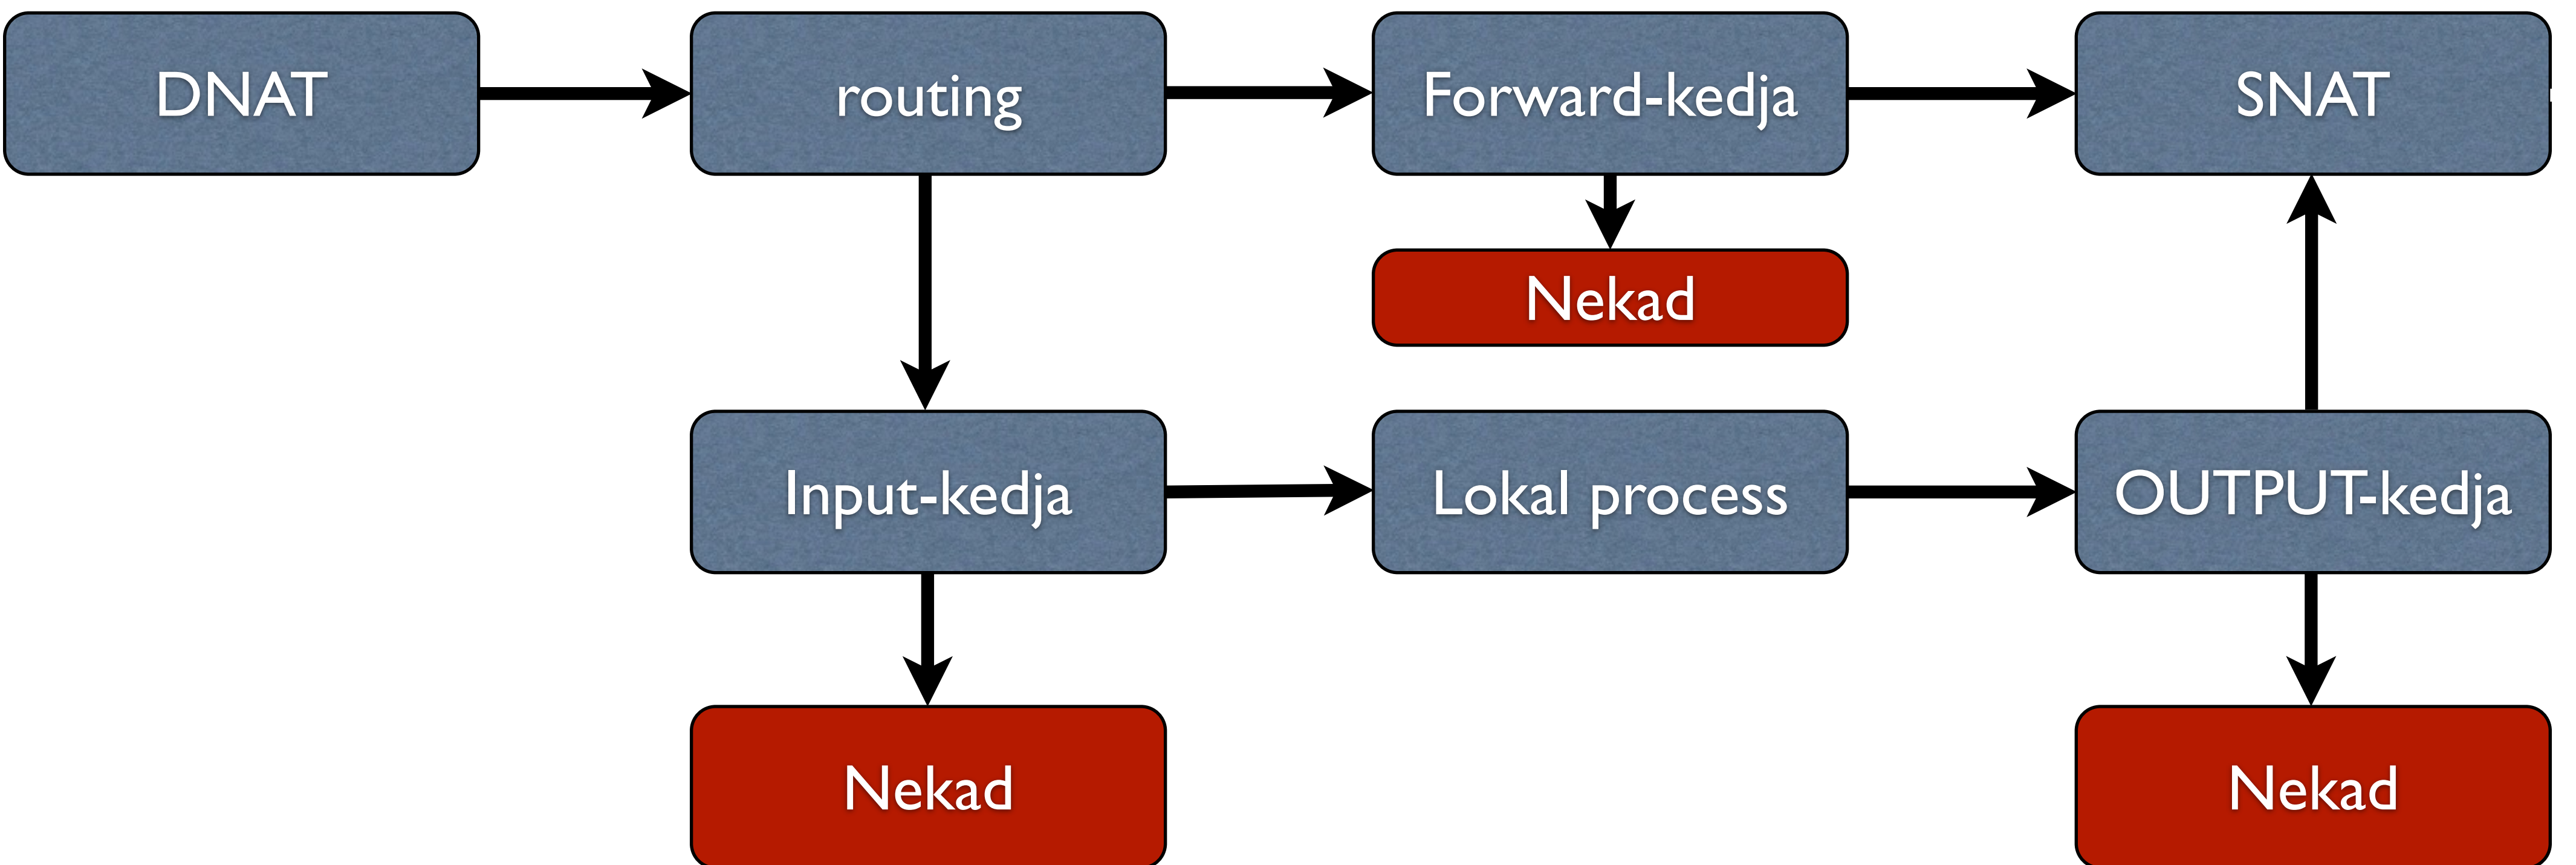 DNAT
routing
Forward-kedja
SNAT
Nekad
Input-kedja
Lokal process
OUTPUT-kedja
Nekad
Nekad